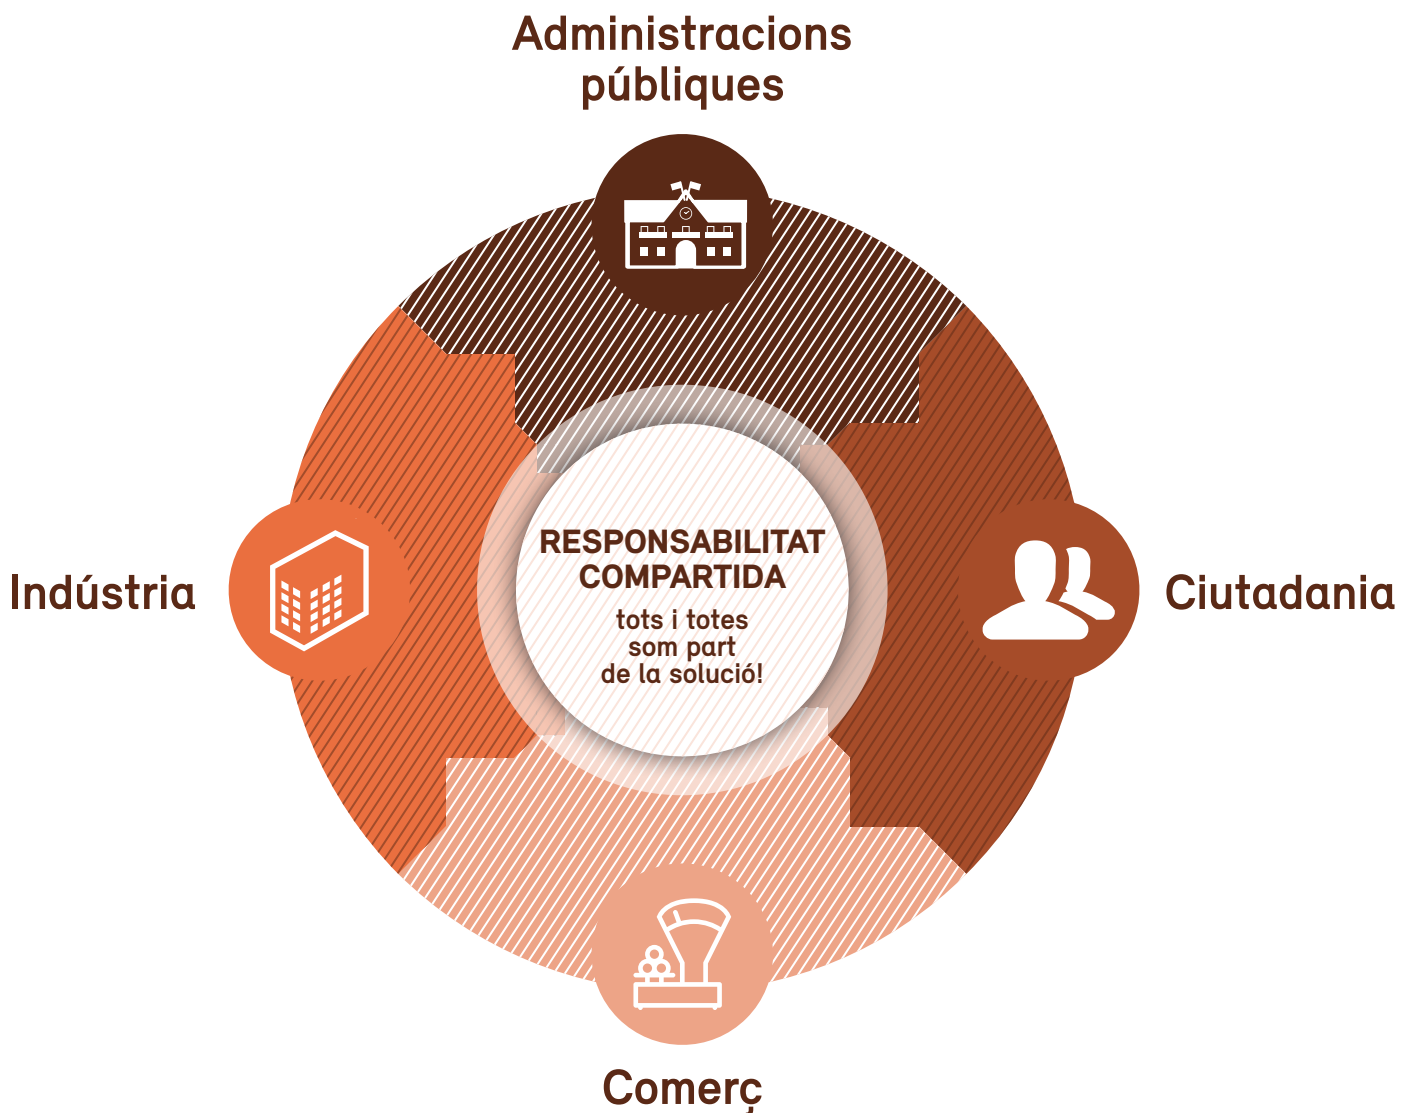 Administracions
públiques
Indústria
RESPONSABILITAT
COMPARTIDA
tots i totes
som part
de la solució!
Ciutadania
Comerç